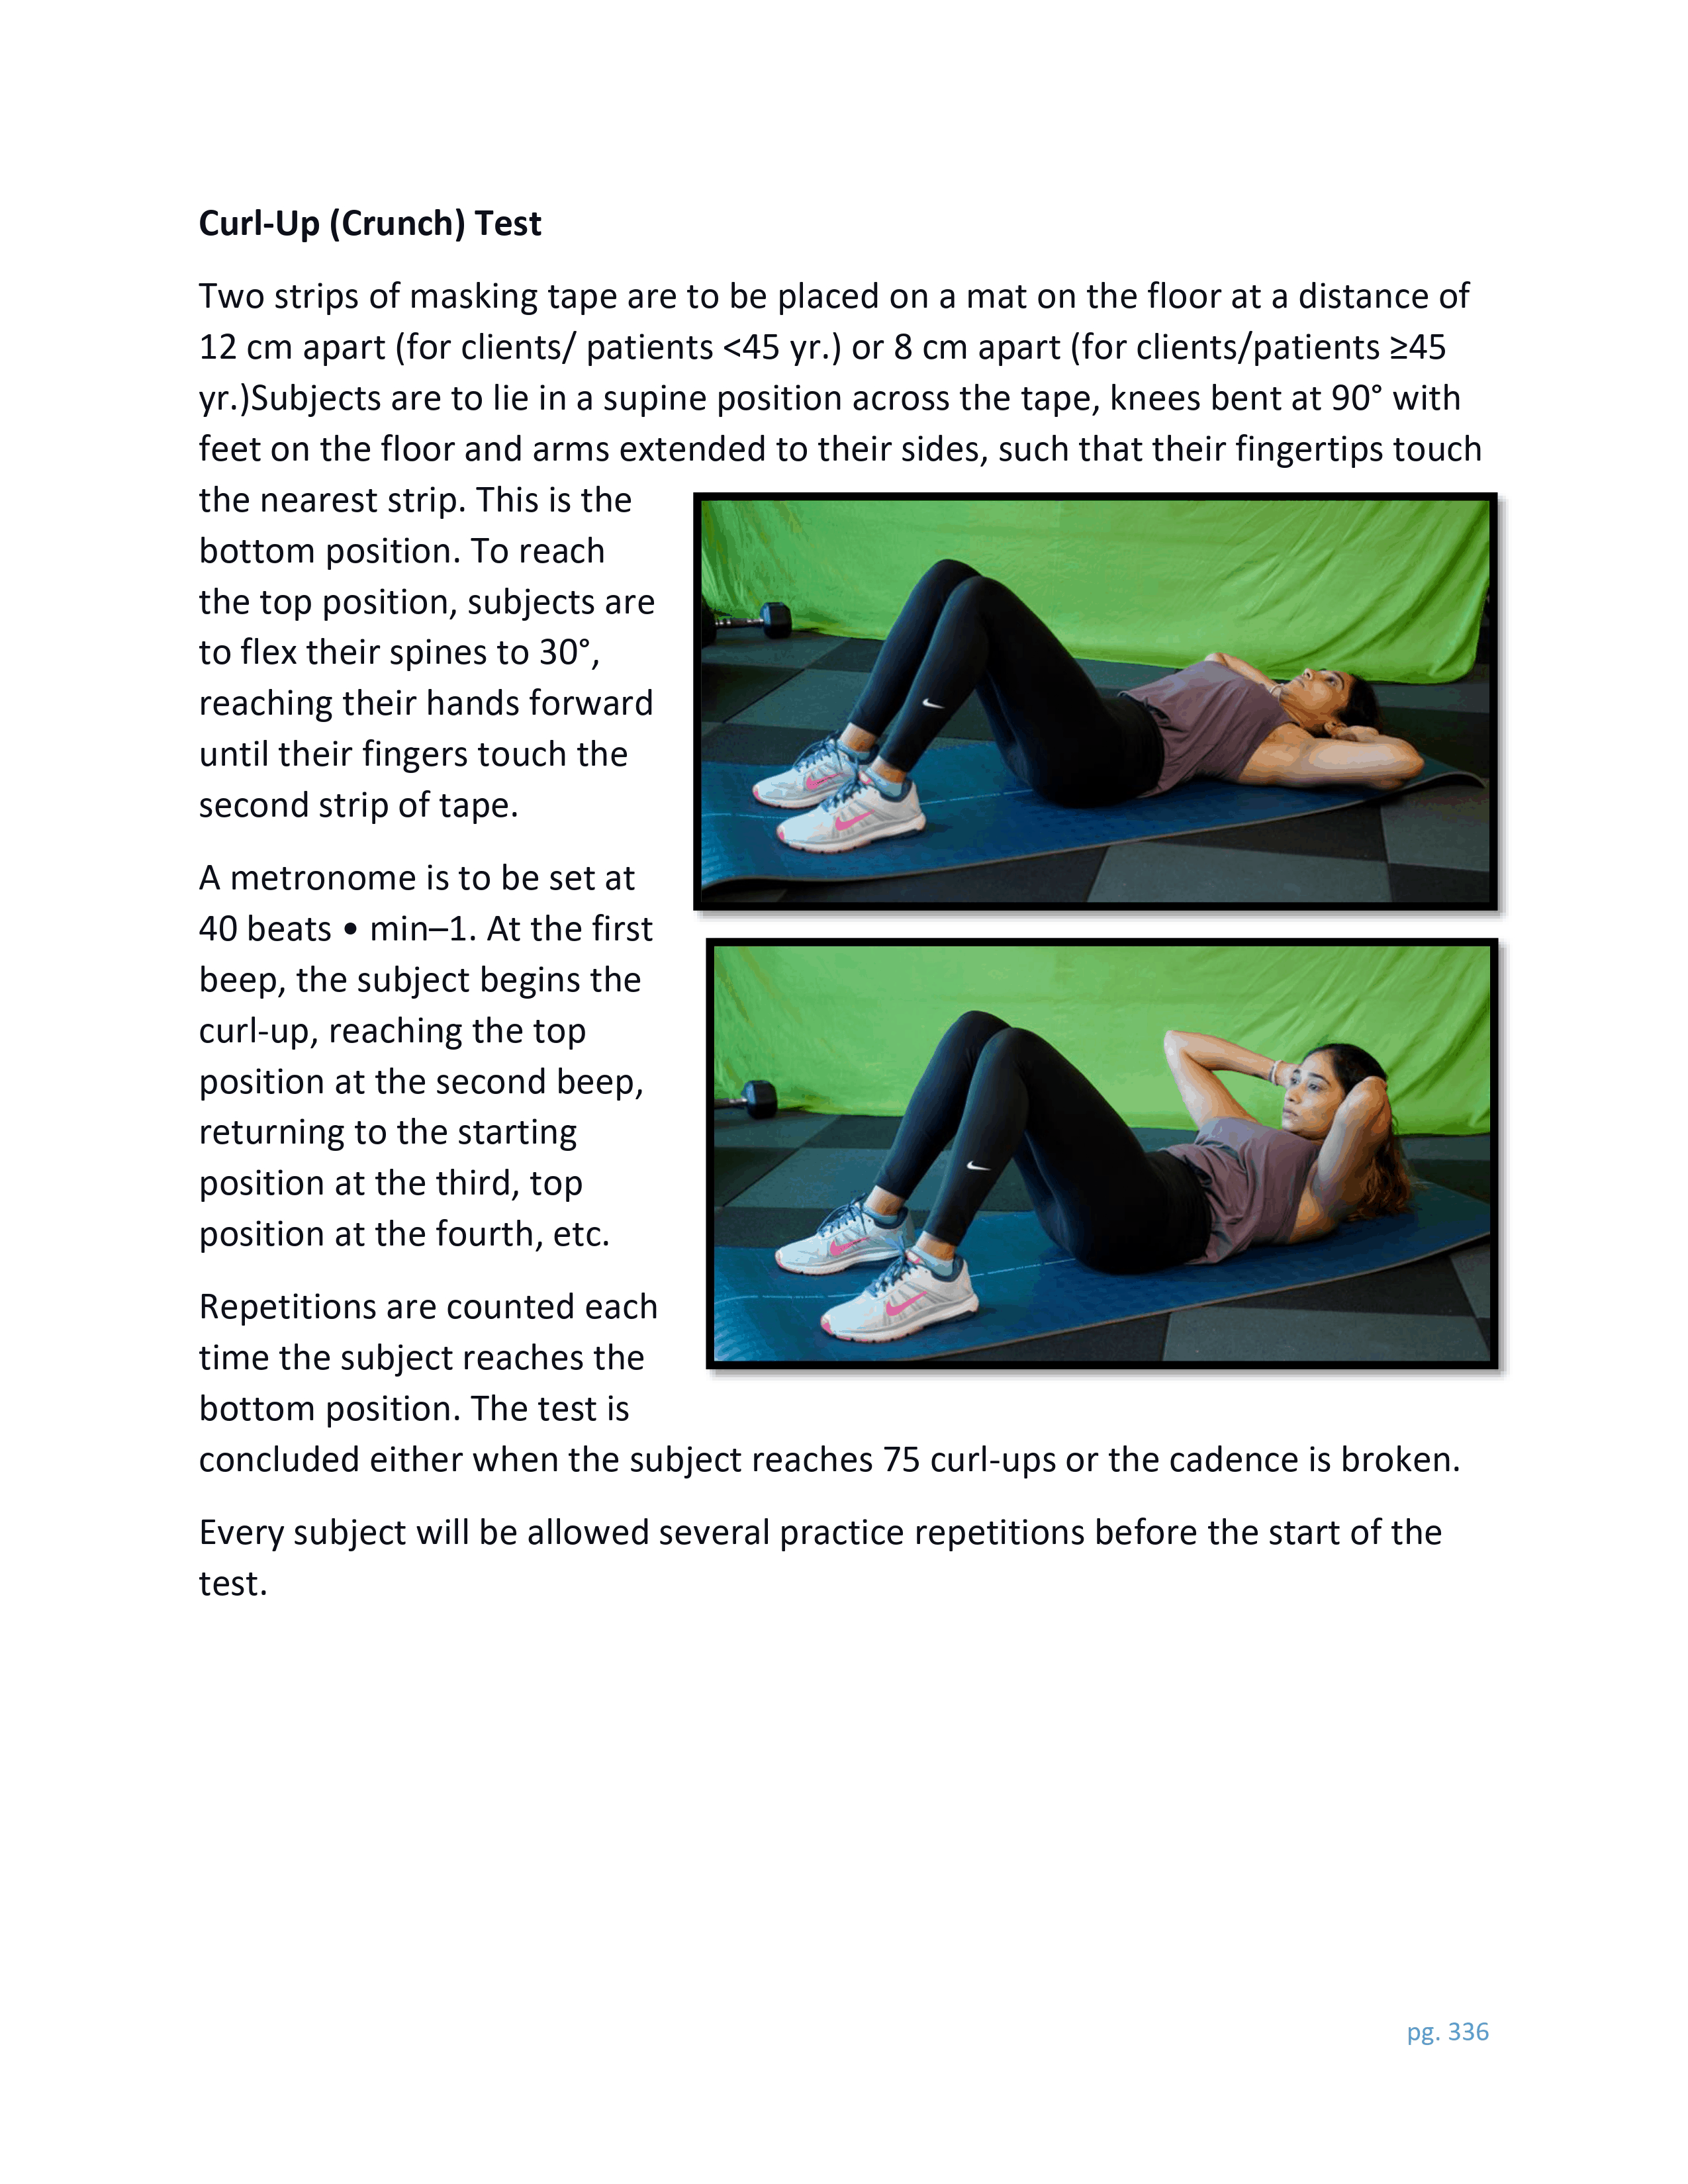 Curl-Up (Crunch) Test
Two strips of masking tape are to be placed on a mat on the floor at a distance of
12 cm apart (for clients/ patients <45 yr.) or 8 cm apart (for clients/patients ≥45
yr.)Subjects are to lie in a supine position across the tape, knees bent at 90° with
feet on the floor and arms extended to their sides, such that their fingertips touch
the nearest strip. This is the
bottom position. To reach
the top position, subjects are
to flex their spines to 30°,
reaching their hands forward
until their fingers touch the
second strip of tape.
A metronome is to be set at
40 beats • min–1. At the first
beep, the subject begins the
curl-up, reaching the top
position at the second beep,
returning to the starting
position at the third, top
position at the fourth, etc.
Repetitions are counted each
time the subject reaches the
bottom position. The test is
concluded either when the subject reaches 75 curl-ups or the cadence is broken.
Every subject will be allowed several practice repetitions before the start of the
test.
pg. 336